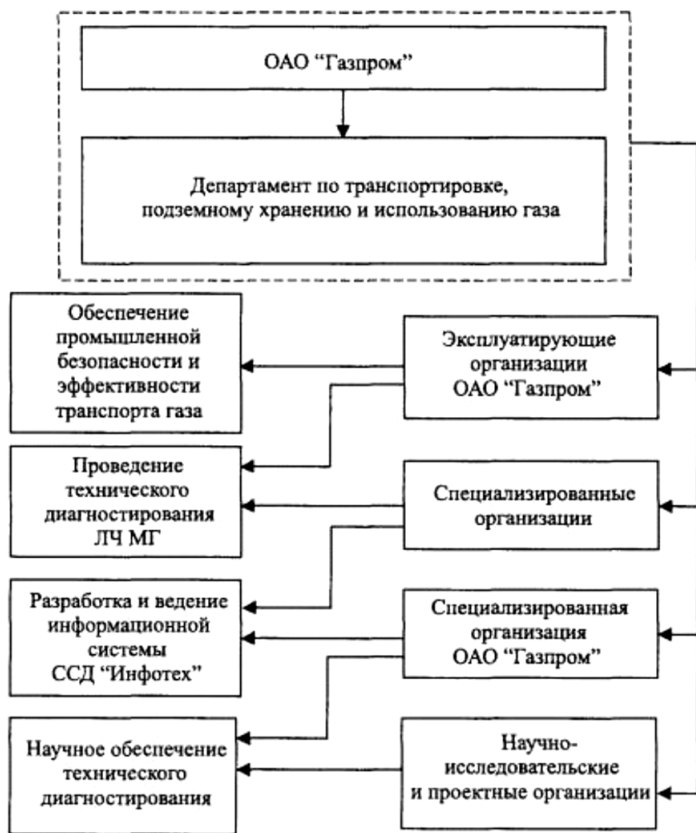 ОАО “Газпром”
Департамент по транспортировке,
подземному хранению и использованию газа
Обеспечение
промышленной
безопасности и
эффективности
транспорта газа
Эксплуатирующие
организации
ОАО “Газпром”
Проведение
технического
диагностирования
ЛЧ МГ
Специализированные
организации
Разработка и ведение
информационной
системы
ССД “Инфотех”
Специализированная
организация
ОАО “Газпром”
Научное обеспечение
технического
диагностирования
Научно-
исследовательские
и проектные организации